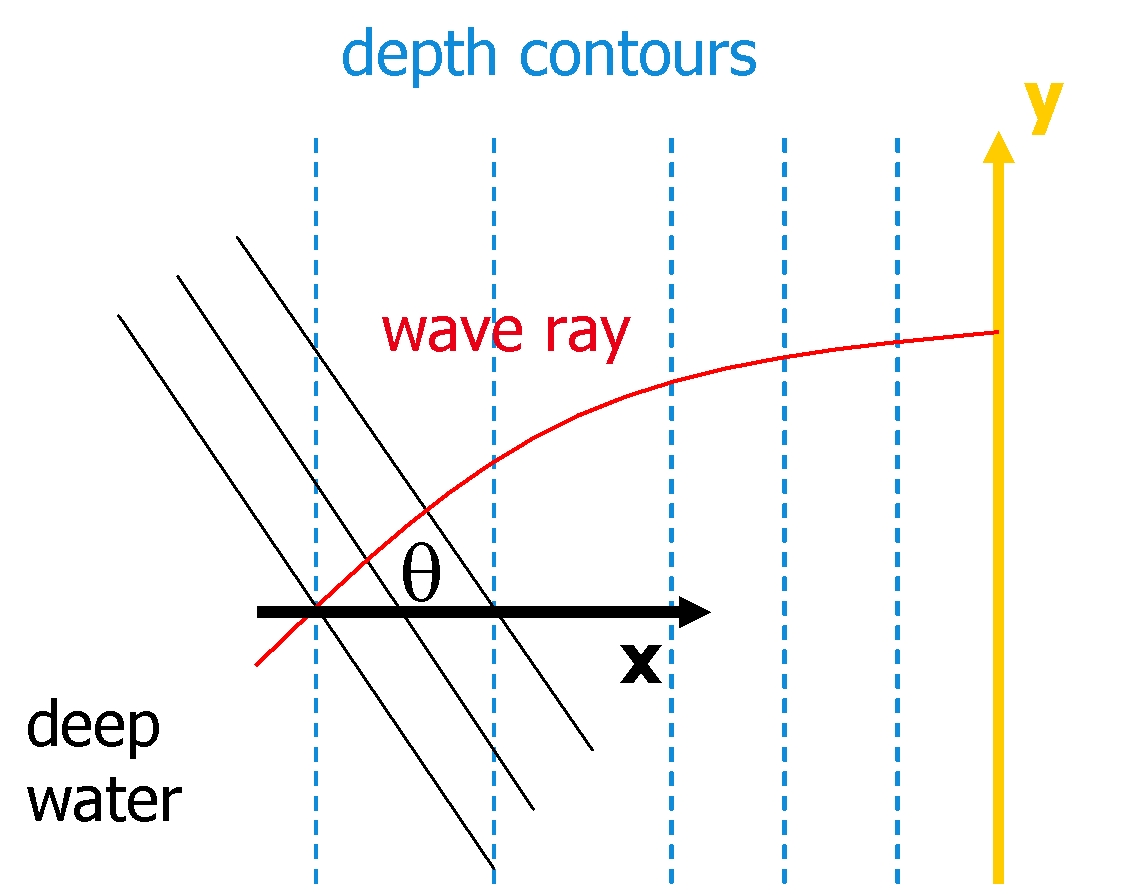 depth contours
y
wave ray
θ
x
deep
water